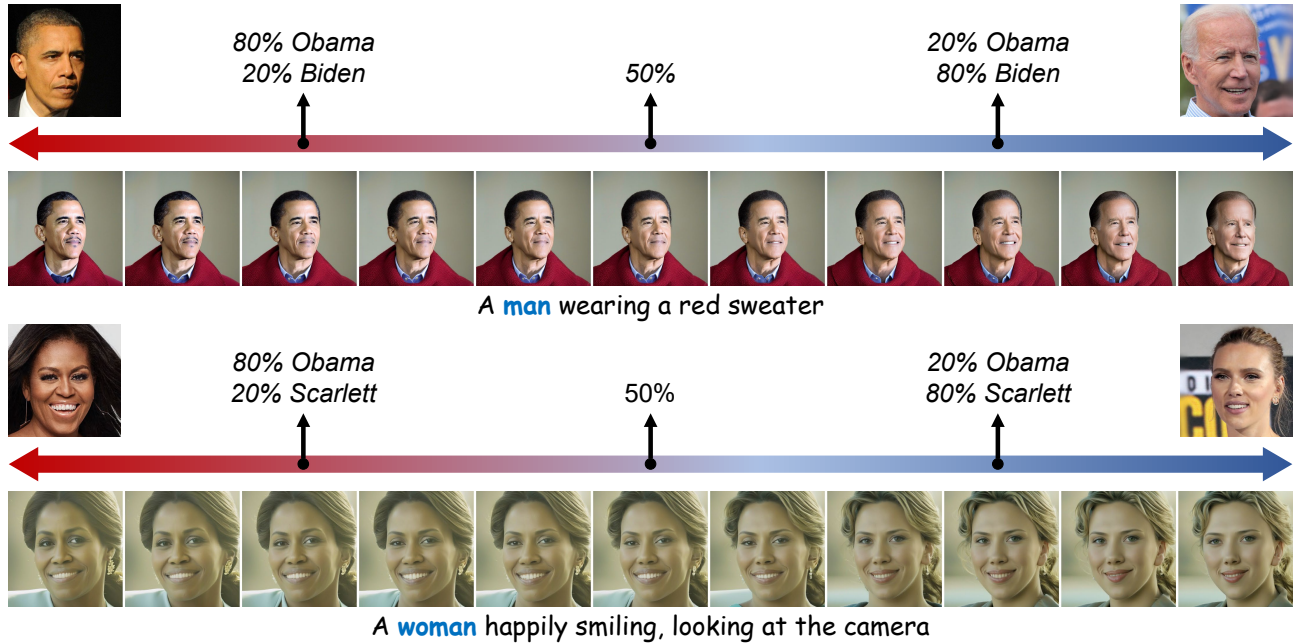 80% Obama
20% Biden
50%
20% Obama
80% Biden
A man wearing a red sweater
80% Obama
20% Scarlett
50%
20% Obama
80% Scarlett
A woman happily smiling, looking at the camera